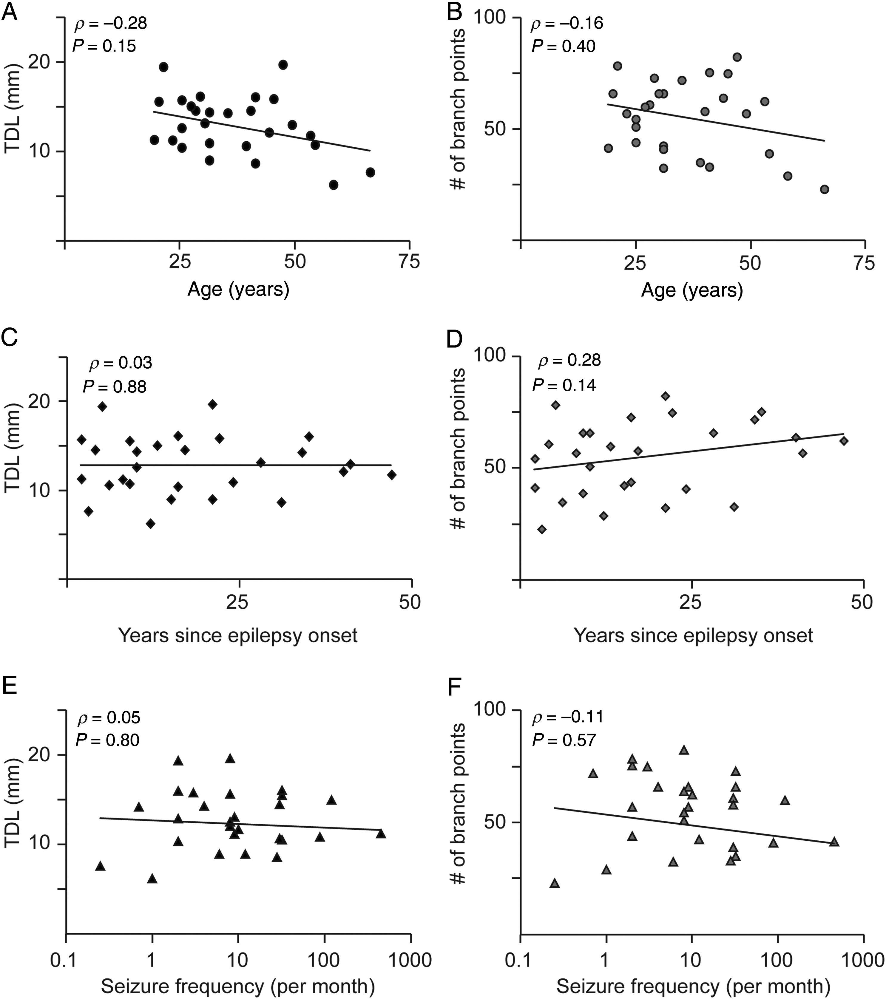 A
ρ = –0.28
P = 0.15
TDL (mm)
20
10
25 50 75
Age (years)
B
ρ = –0.16
P = 0.40
# of branch points
100
50
25 50 75
Age (years)
C
ρ = 0.03
P = 0.88
TDL (mm)
20
10
25 50
Years since epilepsy onset
D
ρ = 0.28
P = 0.14
# of branch points
100
50
25 50
Years since epilepsy onset
E
ρ = 0.05
P = 0.80
TDL (mm)
20
10
0.1 1 10 100 1000
Seizure frequency (per month)
F
ρ = –0.11
P = 0.57
# of branch points
100
50
0.1 1 10 100 1000
Seizure frequency (per month)